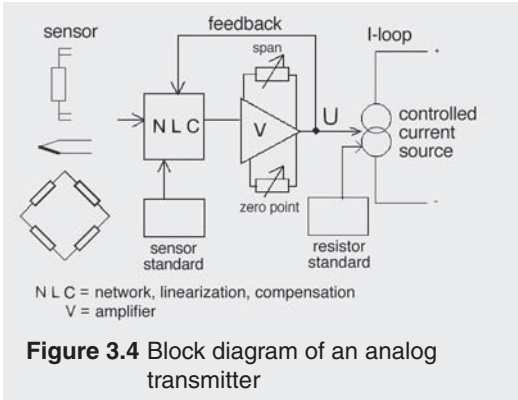 feedback
sensor
span
I-loop
+
N L C
V
U
controlled
current
source
zero point
sensor
standard
resistor
standard
-
N L C = network, linearization, compensation
V = amplifier
Figure 3.4 Block diagram of an analog
transmitter